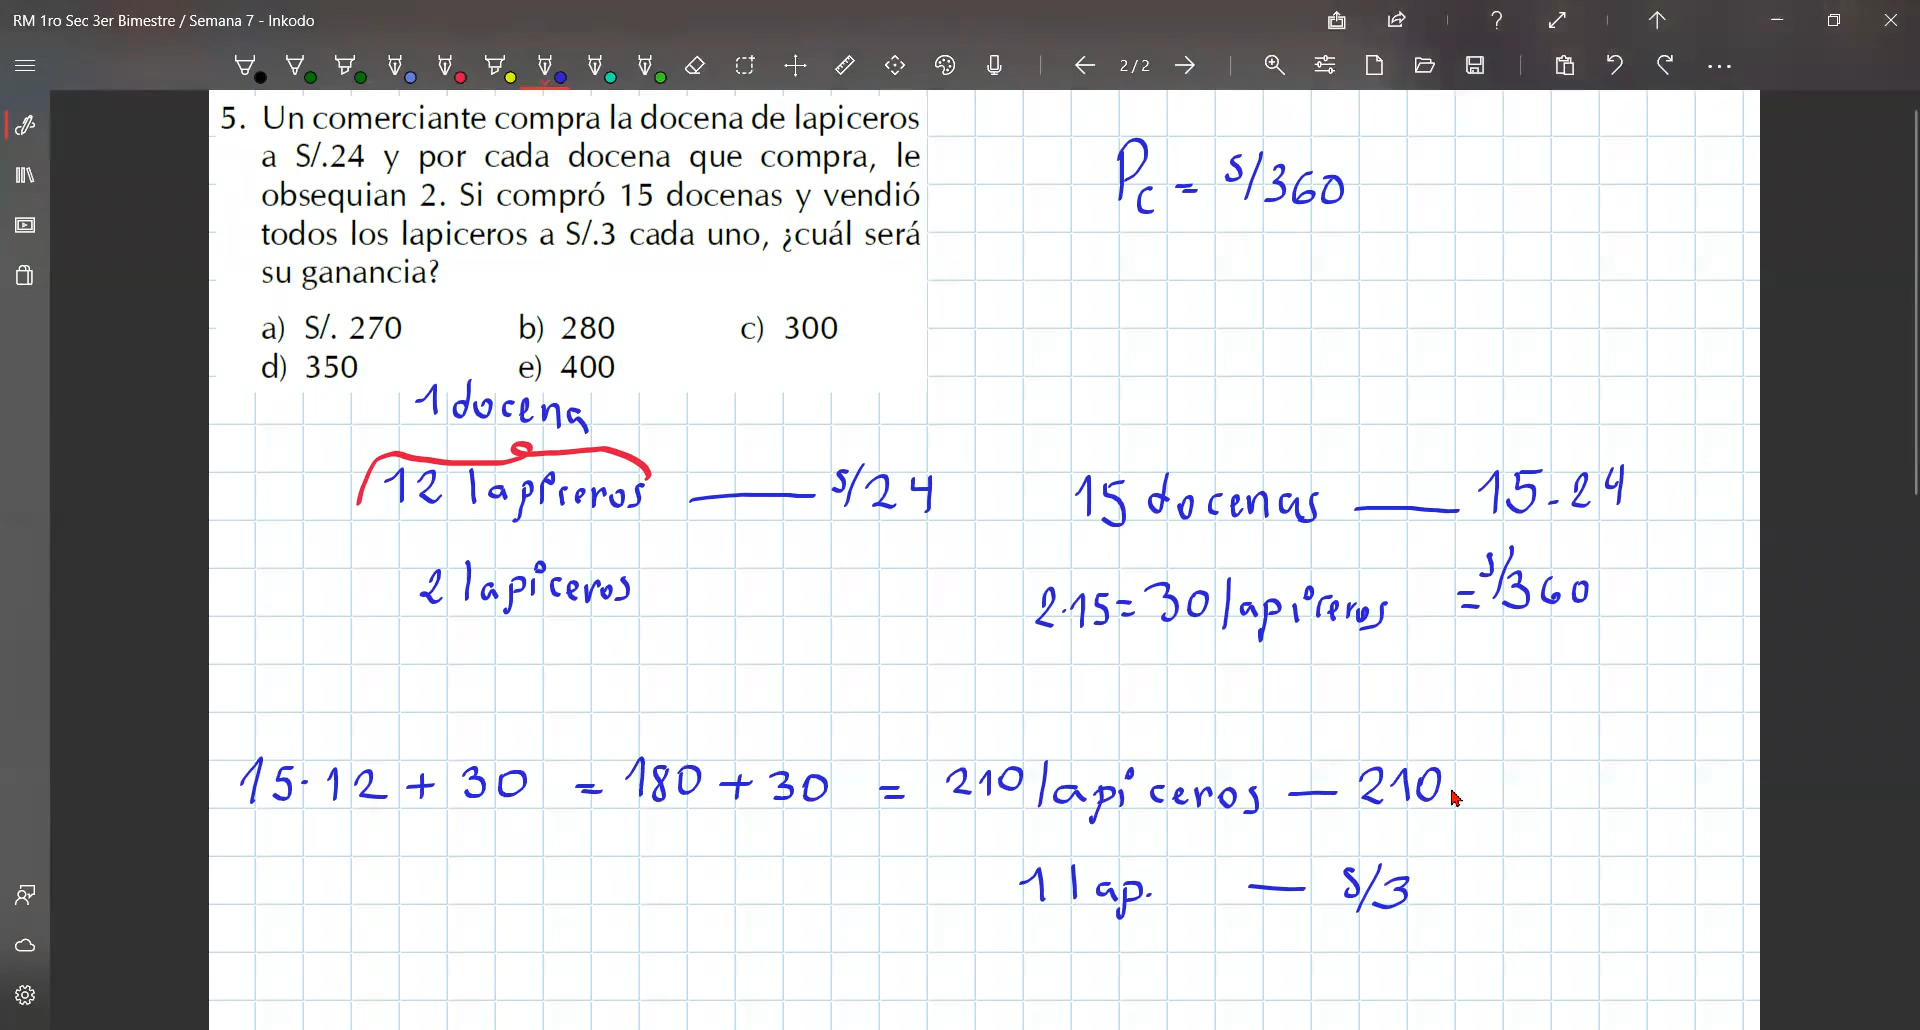 RM 1ro Sec 3er Bimestre / Semana 7 - Inkodo
2 / 2
5. Un comerciante compra la docena de lapiceros
a S/.24 y por cada docena que compra, le
obsequian 2. Si compró 15 docenas y vendió
todos los lapiceros a S/.3 cada uno, ¿cuál será
su ganancia?
a) S/. 270 b) 280 c) 300
d) 350 e) 400
Pc = S/360
1 docena
12 lapiceros — S/24
2 lapiceros
15 docenas — 15·24
= S/360
2·15 = 30 lapiceros
15·12 + 30 = 180 + 30 = 210 lapiceros — 210
1 lap. — S/3